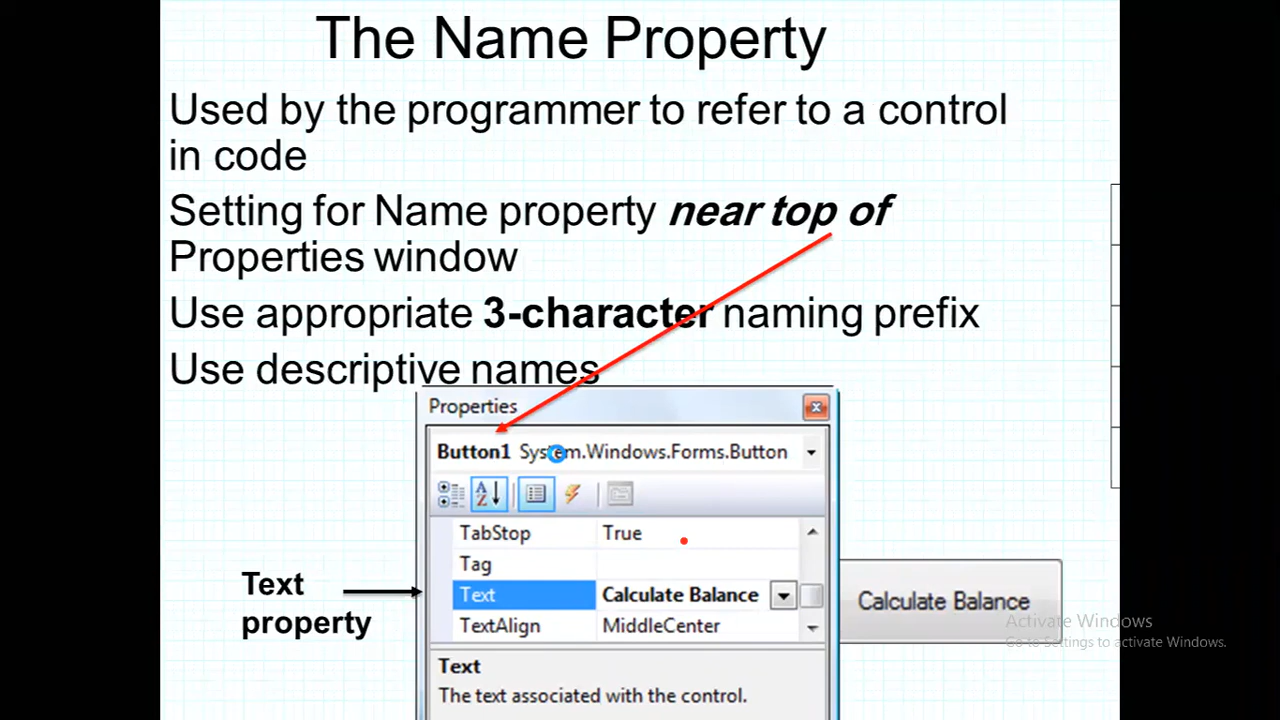 The Name Property
Used by the programmer to refer to a control
in code
Setting for Name property near top of
Properties window
Use appropriate 3-character naming prefix
Use descriptive names
Properties
Button1 System.Windows.Forms.Button
TabStop True
Tag
Text Calculate Balance
TextAlign MiddleCenter
Text
The text associated with the control.
Text
property
Calculate Balance
Activate Windows
Go to Settings to activate Windows.